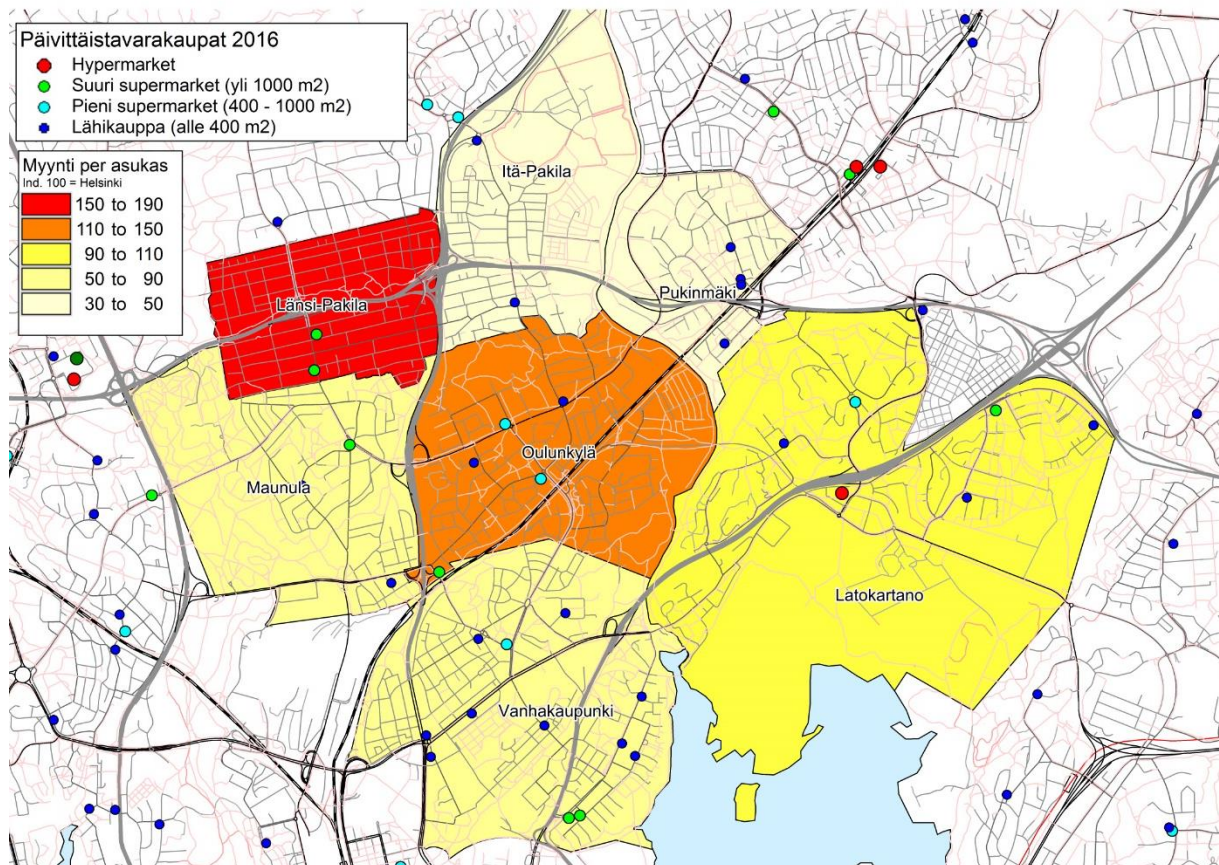 Päivittäistavarakaupat 2016
Hypermarket
Suuri supermarket (yli 1000 m2)
Pieni supermarket (400 - 1000 m2)
Lähikauppa (alle 400 m2)
Myynti per asukas
Ind. 100 = Helsinki
150 to 190
110 to 150
90 to 110
50 to 90
30 to 50
Itä-Pakila
Länsi-Pakila
Pukinmäki
Oulunkylä
Maunula
Latokartano
Vanhakaupunki